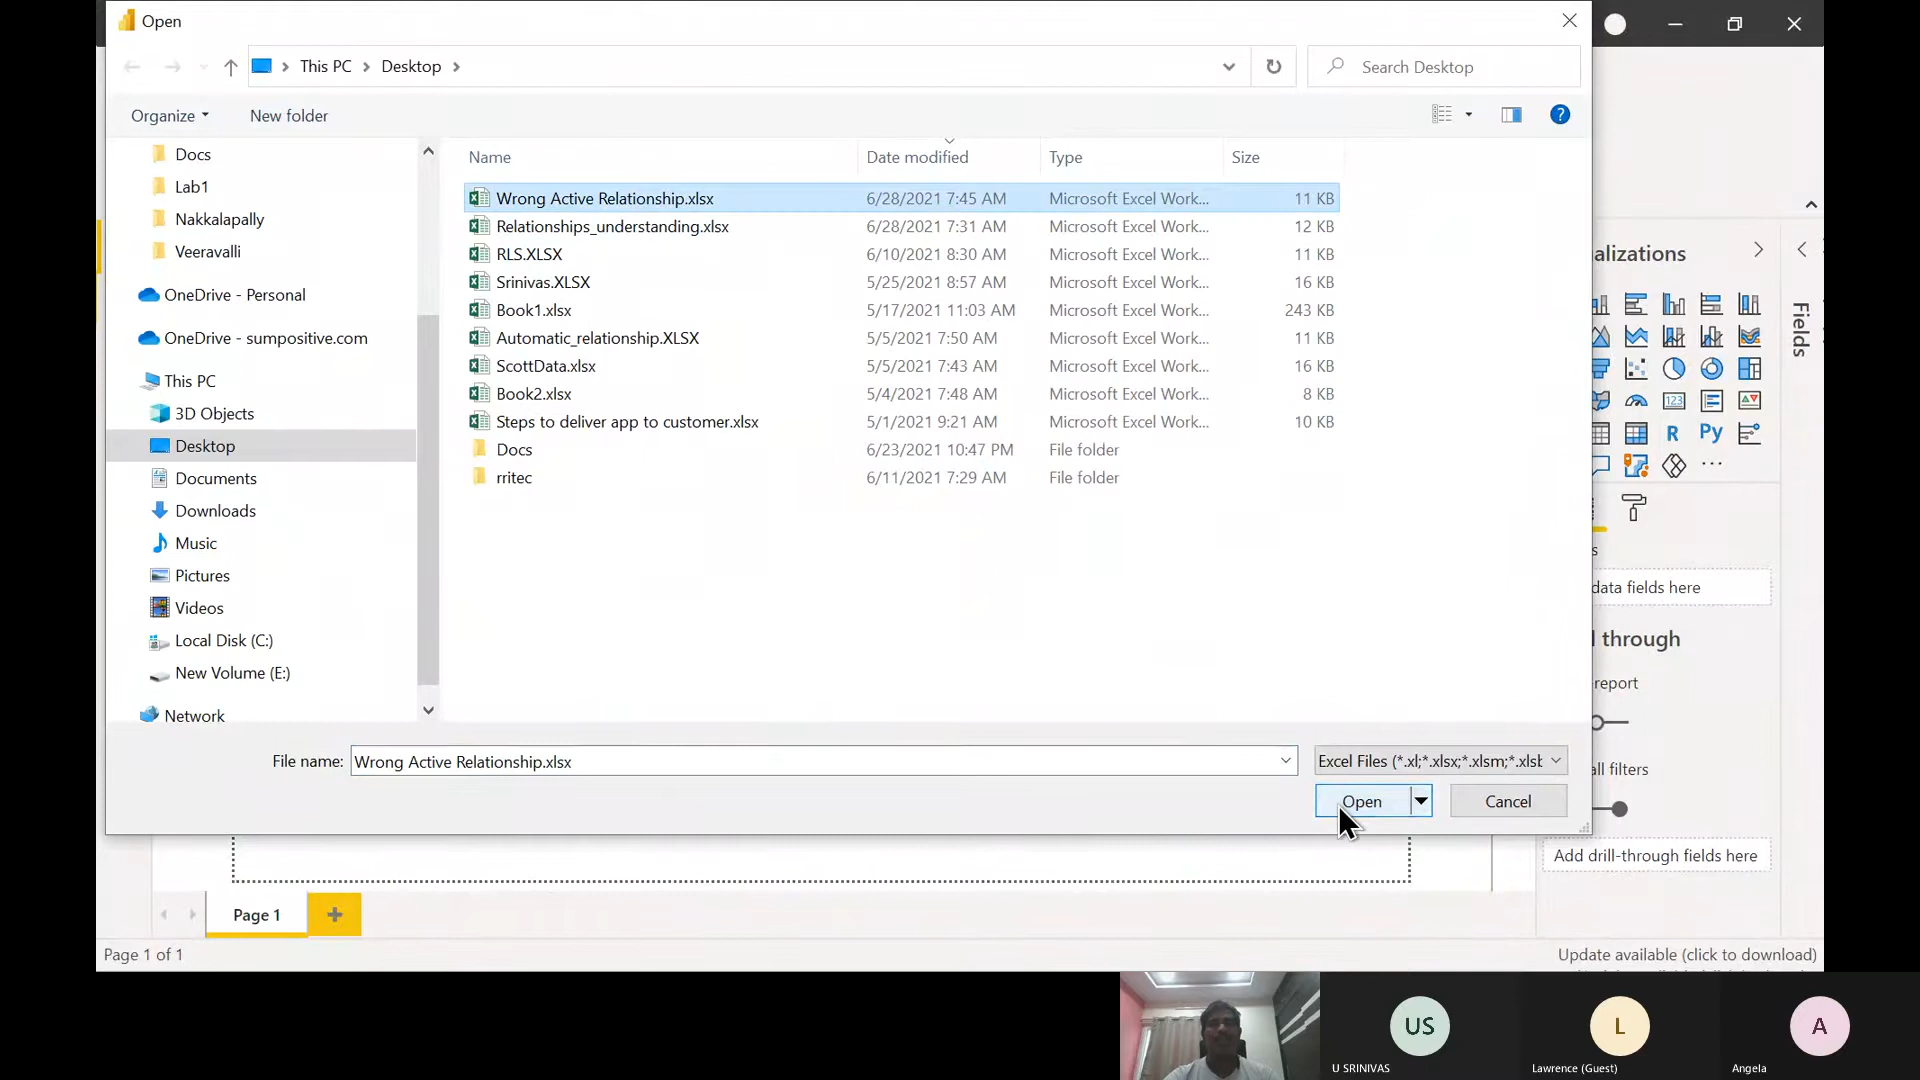 Open
This PC
Desktop
Search Desktop
Organize
New folder
Docs
Lab1
Nakkalapally
Veeravalli
OneDrive - Personal
OneDrive - sumpositive.com
This PC
3D Objects
Desktop
Documents
Downloads
Music
Pictures
Videos
Local Disk (C:)
New Volume (E:)
Network
Name Date modified Type Size
Wrong Active Relationship.xlsx 6/28/2021 7:45 AM Microsoft Excel Work... 11 KB
Relationships_understanding.xlsx 6/28/2021 7:31 AM Microsoft Excel Work... 12 KB
RLS.XLSX 6/10/2021 8:30 AM Microsoft Excel Work... 11 KB
Srinivas.XLSX 5/25/2021 8:57 AM Microsoft Excel Work... 16 KB
Book1.xlsx 5/17/2021 11:03 AM Microsoft Excel Work... 243 KB
Automatic_relationship.XLSX 5/5/2021 7:50 AM Microsoft Excel Work... 11 KB
ScottData.xlsx 5/5/2021 7:43 AM Microsoft Excel Work... 16 KB
Book2.xlsx 5/4/2021 7:48 AM Microsoft Excel Work... 8 KB
Steps to deliver app to customer.xlsx 5/1/2021 9:21 AM Microsoft Excel Work... 10 KB
Docs 6/23/2021 10:47 PM File folder
rritec 6/11/2021 7:29 AM File folder
File name: Wrong Active Relationship.xlsx
Excel Files (*.xl;*.xlsx;*.xlsm;*.xlsb
Open
Cancel
alizations
Fields
123
R Py
...
s
data fields here
l through
-report
all filters
Add drill-through fields here
Page 1
+
Page 1 of 1
Update available (click to download)
US
U SRINIVAS
L
Lawrence (Guest)
A
Angela